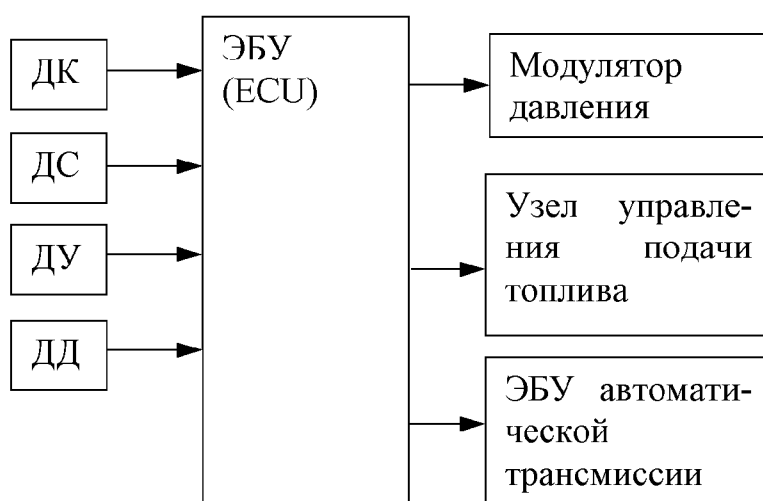 ДК
ДС
ДУ
ДД
ЭБУ
(ECU)
Модулятор
давления
Узел управле-
ния подачи
топлива
ЭБУ автомати-
ческой
трансмиссии